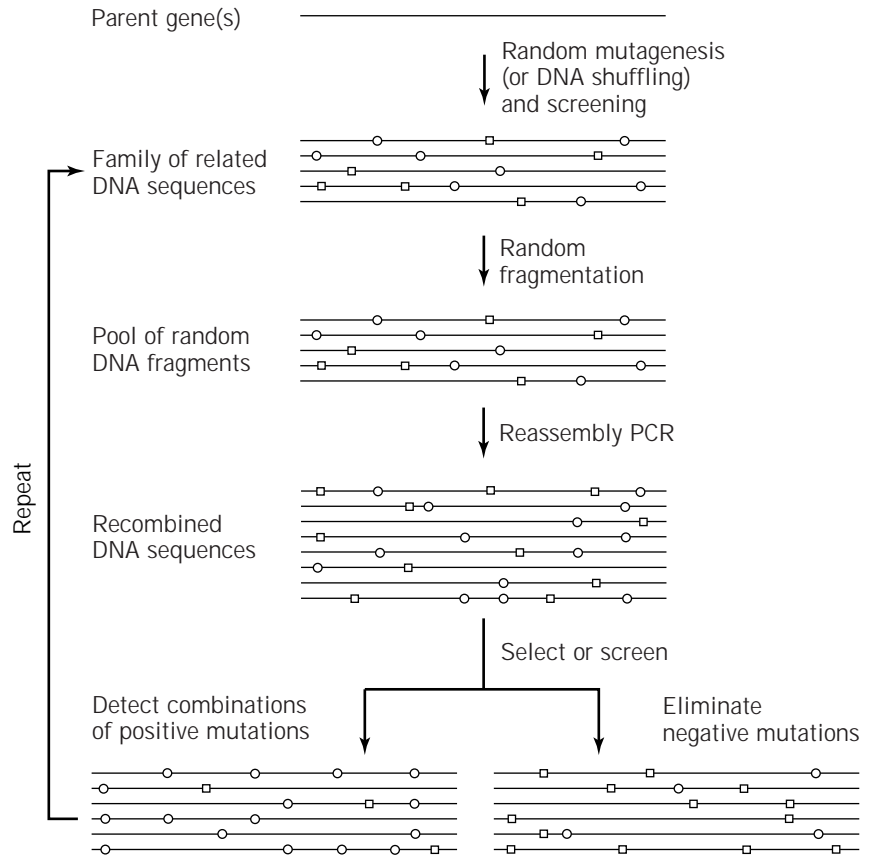 Parent gene(s)
Random mutagenesis
(or DNA shuffling)
and screening
Family of related
DNA sequences
Random
fragmentation
Pool of random
DNA fragments
Reassembly PCR
Repeat
Recombined
DNA sequences
Select or screen
Detect combinations
of positive mutations
Eliminate
negative mutations